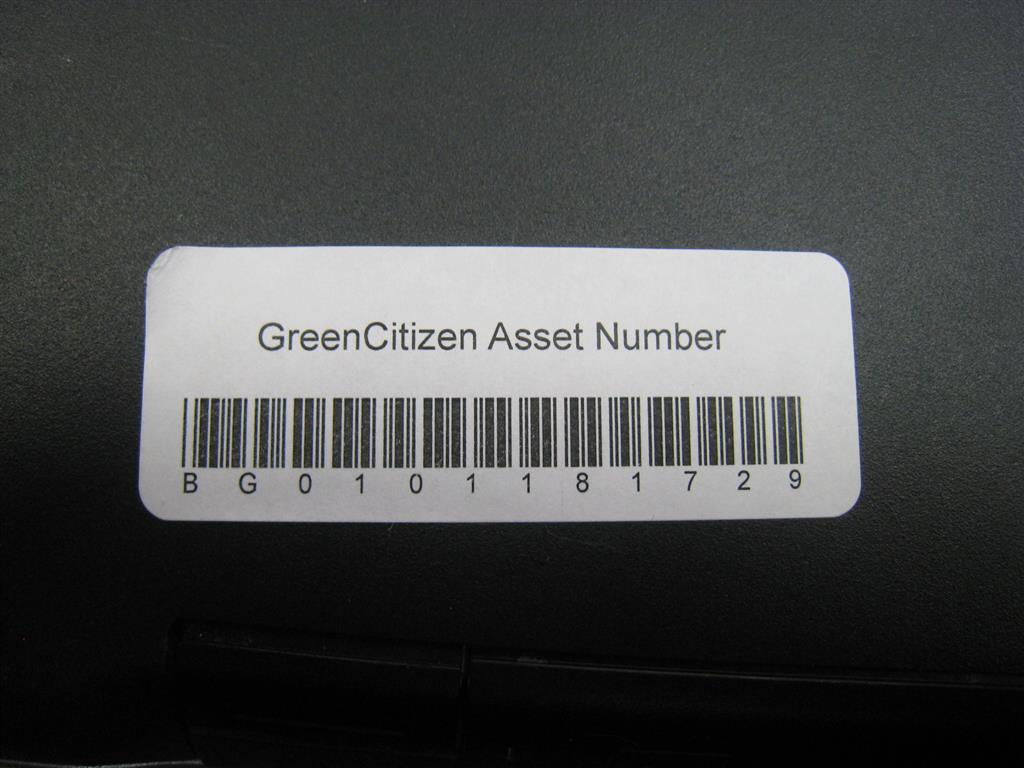 GreenCitizen Asset Number
B G 0 1 0 1 1 8 1 7 2 9